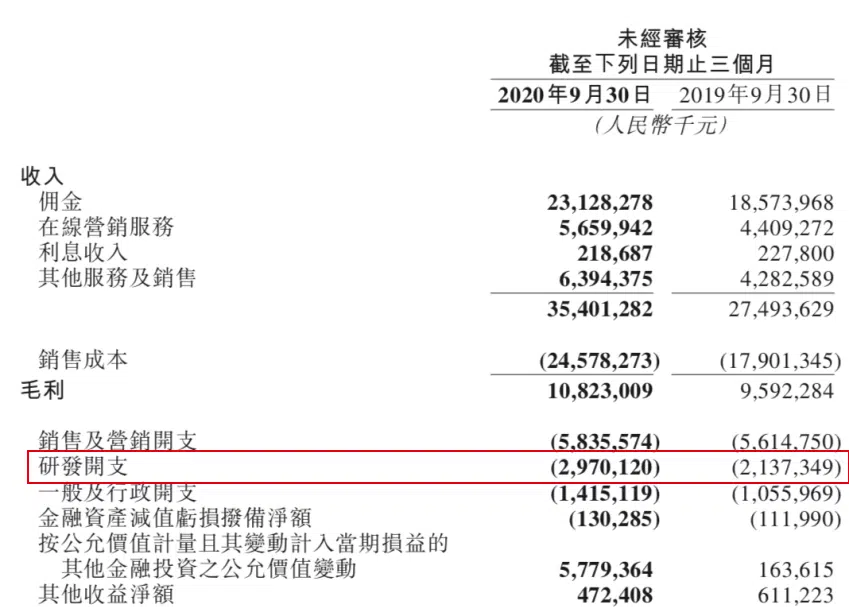 未經審核
截至下列日期止三個月
2020年9月30日 2019年9月30日
(人民幣千元)
收入
佣金 23,128,278 18,573,968
在線營銷服務 5,659,942 4,409,272
利息收入 218,687 227,800
其他服務及銷售 6,394,375 4,282,589
35,401,282 27,493,629
銷售成本 (24,578,273) (17,901,345)
毛利 10,823,009 9,592,284
銷售及營銷開支 (5,835,574) (5,614,750)
研發開支 (2,970,120) (2,137,349)
一般及行政開支 (1,415,119) (1,055,969)
金融資產減值虧損撥備淨額 (130,285) (111,990)
按公允價值計量且其變動計入當期損益的
其他金融投資之公允價值變動 5,779,364 163,615
其他收益淨額 472,408 611,223